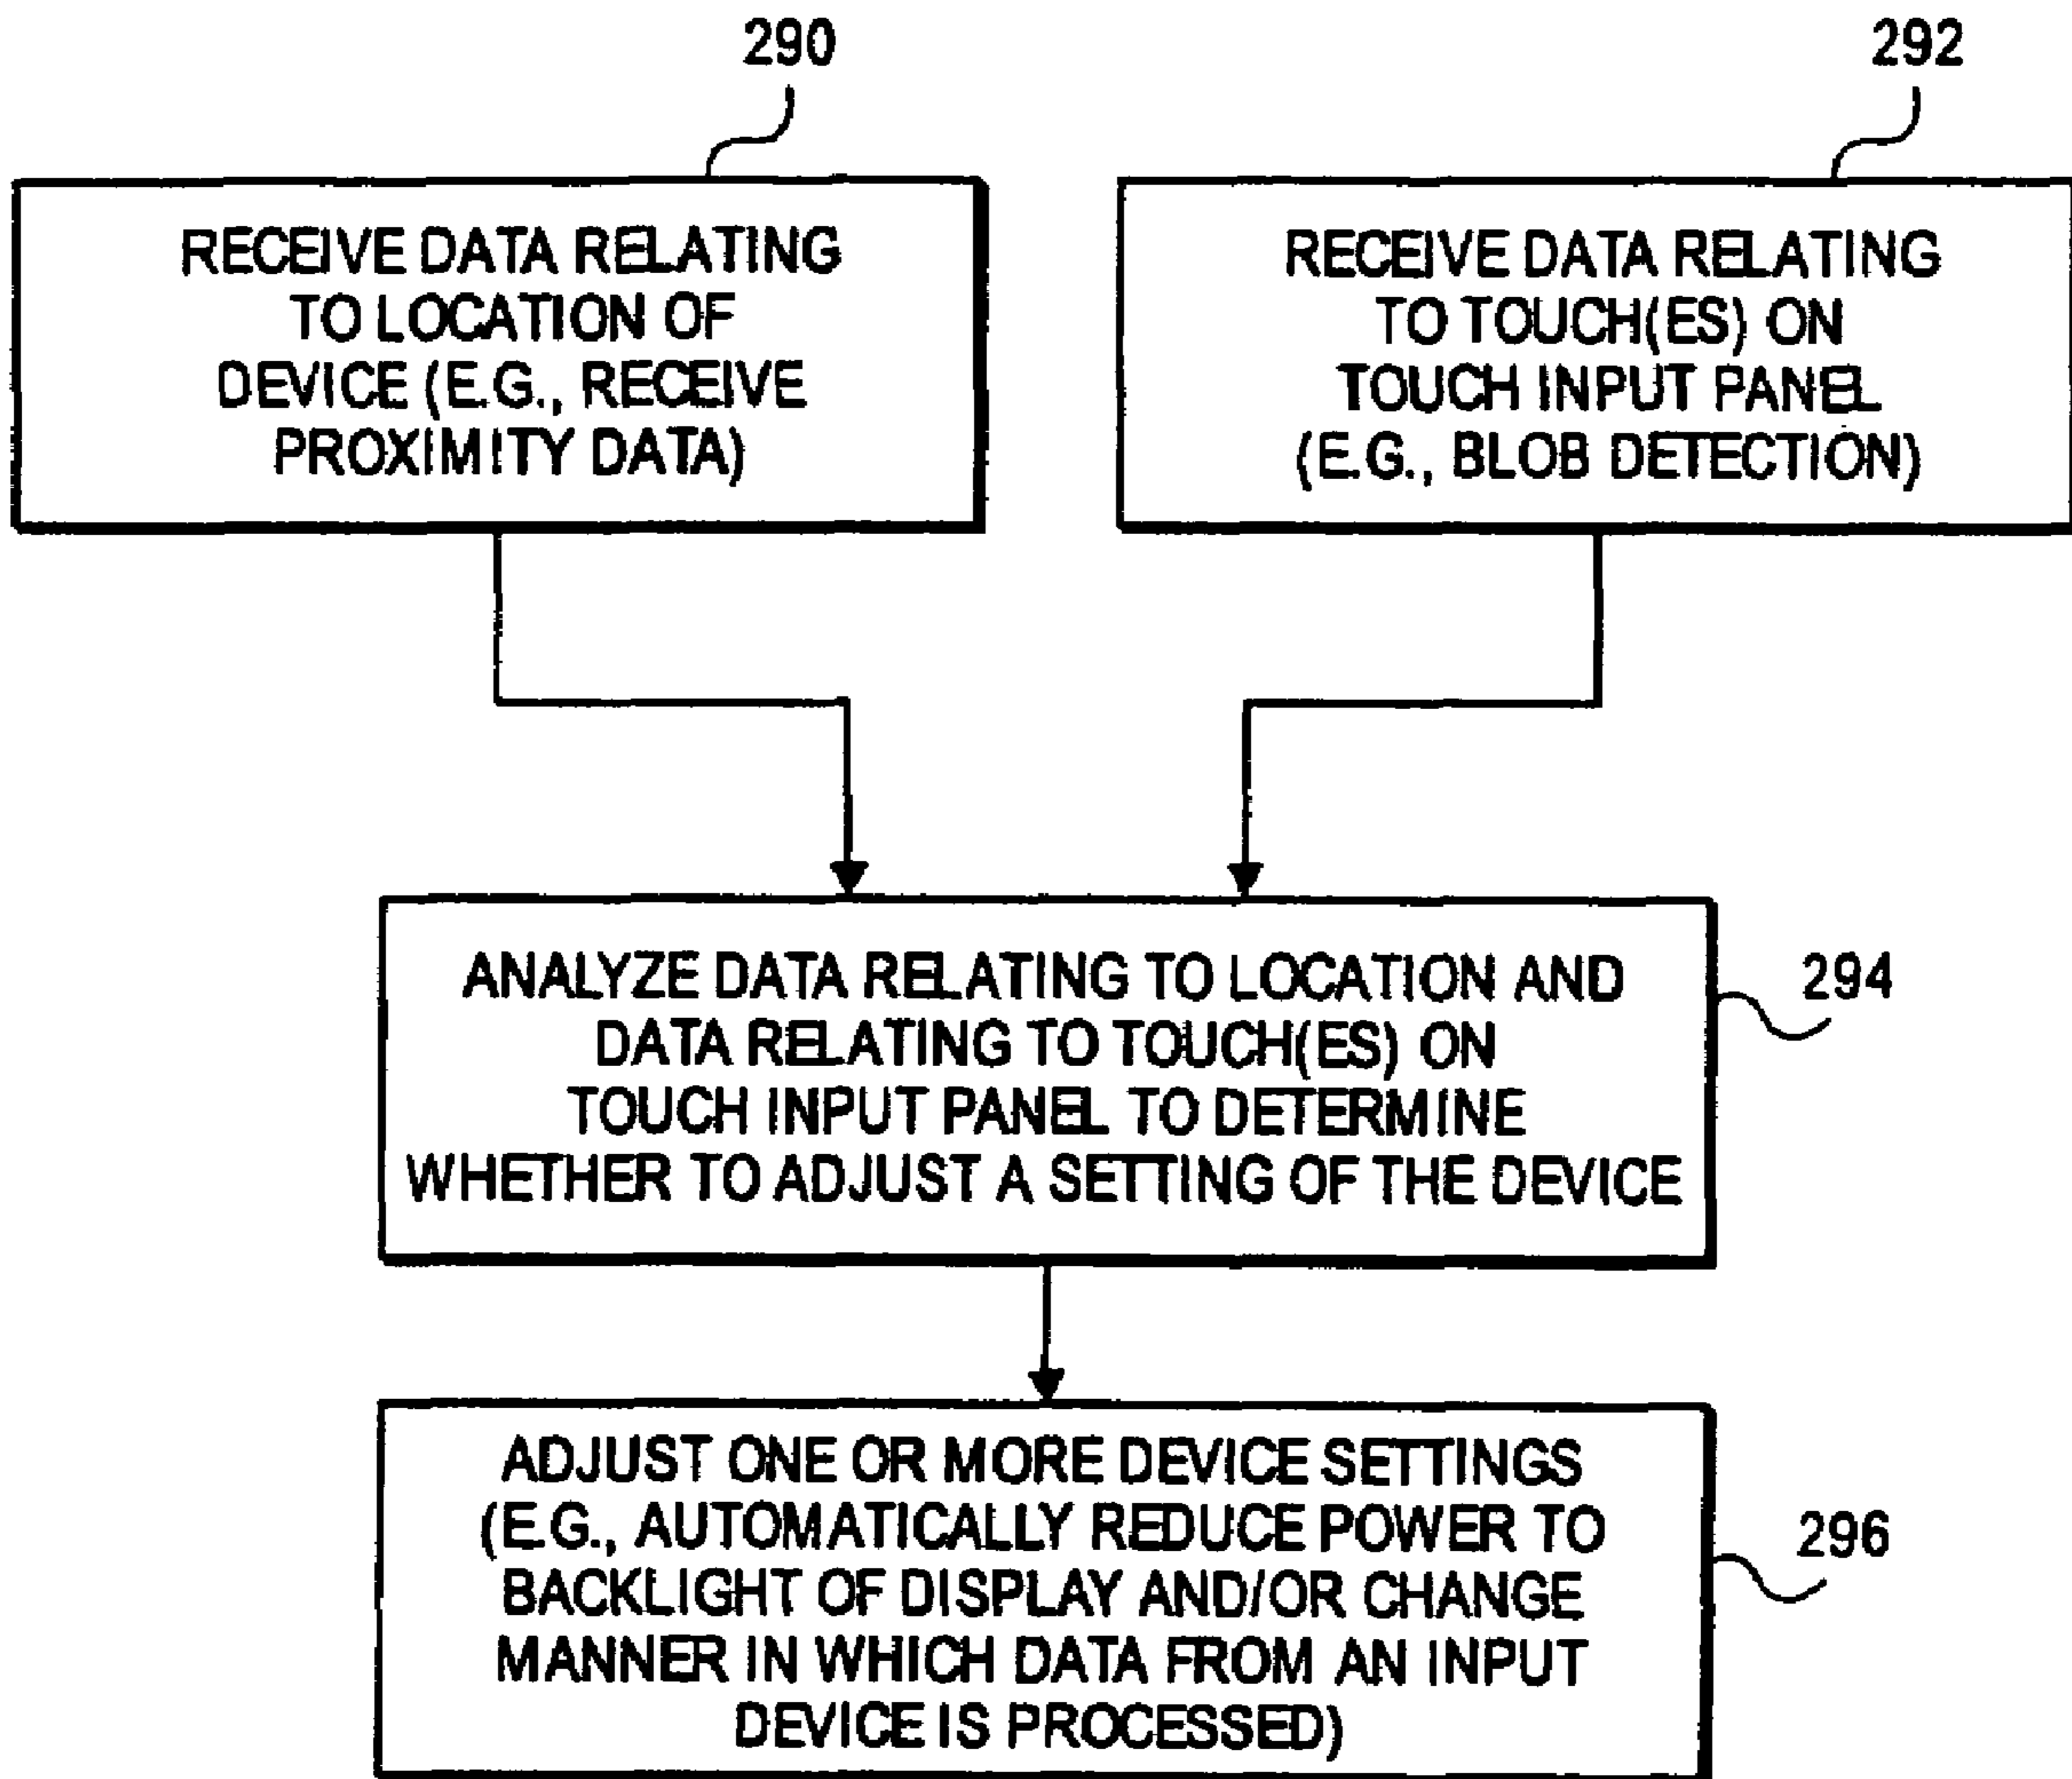 290
RECEIVE DATA RELATING
TO LOCATION OF
DEVICE (E.G., RECEIVE
PROXIMITY DATA)
292
RECEIVE DATA RELATING
TO TOUCH(ES) ON
TOUCH INPUT PANEL
(E.G., BLOB DETECTION)
ANALYZE DATA RELATING TO LOCATION AND
DATA RELATING TO TOUCH(ES) ON
TOUCH INPUT PANEL TO DETERMINE
WHETHER TO ADJUST A SETTING OF THE DEVICE
294
ADJUST ONE OR MORE DEVICE SETTINGS
(E.G., AUTOMATICALLY REDUCE POWER TO
BACKLIGHT OF DISPLAY AND/OR CHANGE
MANNER IN WHICH DATA FROM AN INPUT
DEVICE IS PROCESSED)
296